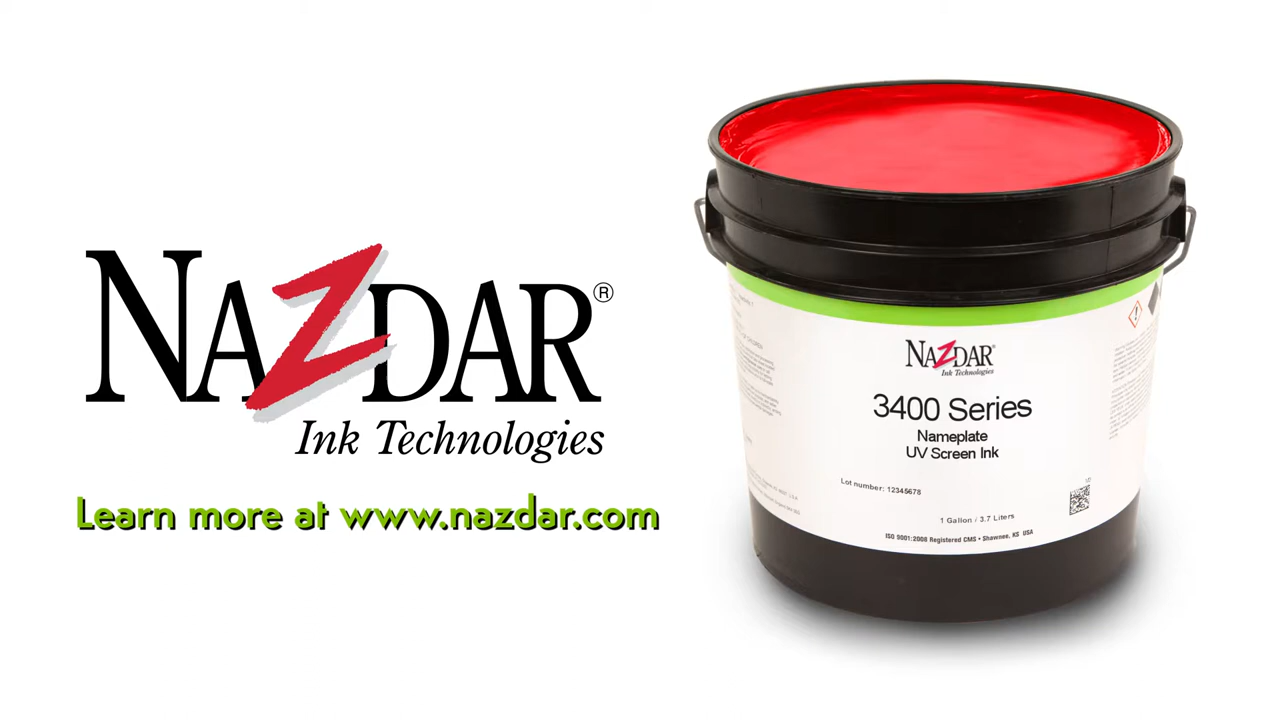 NAZDAR®
Ink Technologies
Learn more at www.nazdar.com
NAZDAR®
Ink Technologies
3400 Series
Nameplate
UV Screen Ink
Lot number: 12345678
1 Gallon / 3.7 Liters
ISO 9001:2008 Registered CMS • Shawnee, KS USA